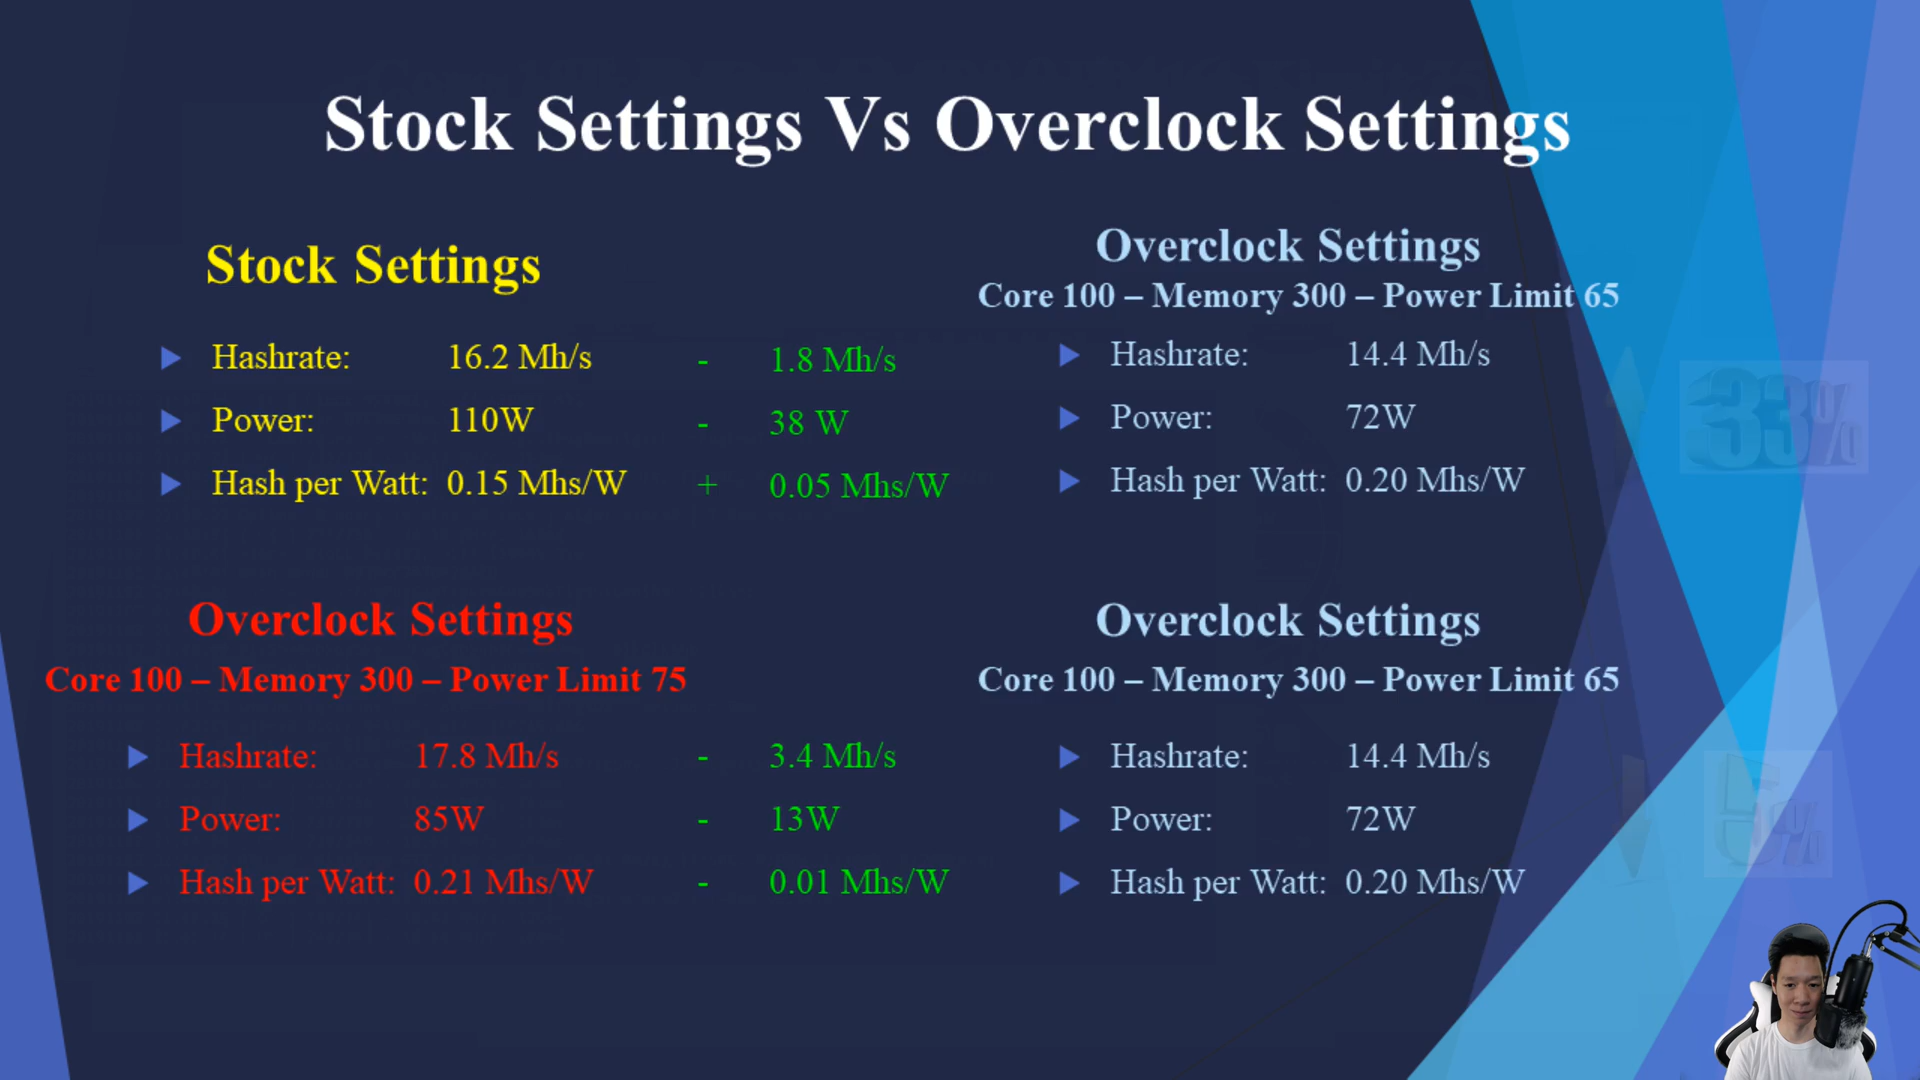 Stock Settings Vs Overclock Settings
Stock Settings
Hashrate: 16.2 Mh/s - 1.8 Mh/s
Power: 110W - 38 W
Hash per Watt: 0.15 Mhs/W + 0.05 Mhs/W
Overclock Settings
Core 100 – Memory 300 – Power Limit 65
Hashrate: 14.4 Mh/s
Power: 72W
Hash per Watt: 0.20 Mhs/W
33%
Overclock Settings
Core 100 – Memory 300 – Power Limit 75
Hashrate: 17.8 Mh/s - 3.4 Mh/s
Power: 85W - 13W
Hash per Watt: 0.21 Mhs/W - 0.01 Mhs/W
Overclock Settings
Core 100 – Memory 300 – Power Limit 65
Hashrate: 14.4 Mh/s
Power: 72W
Hash per Watt: 0.20 Mhs/W
5%